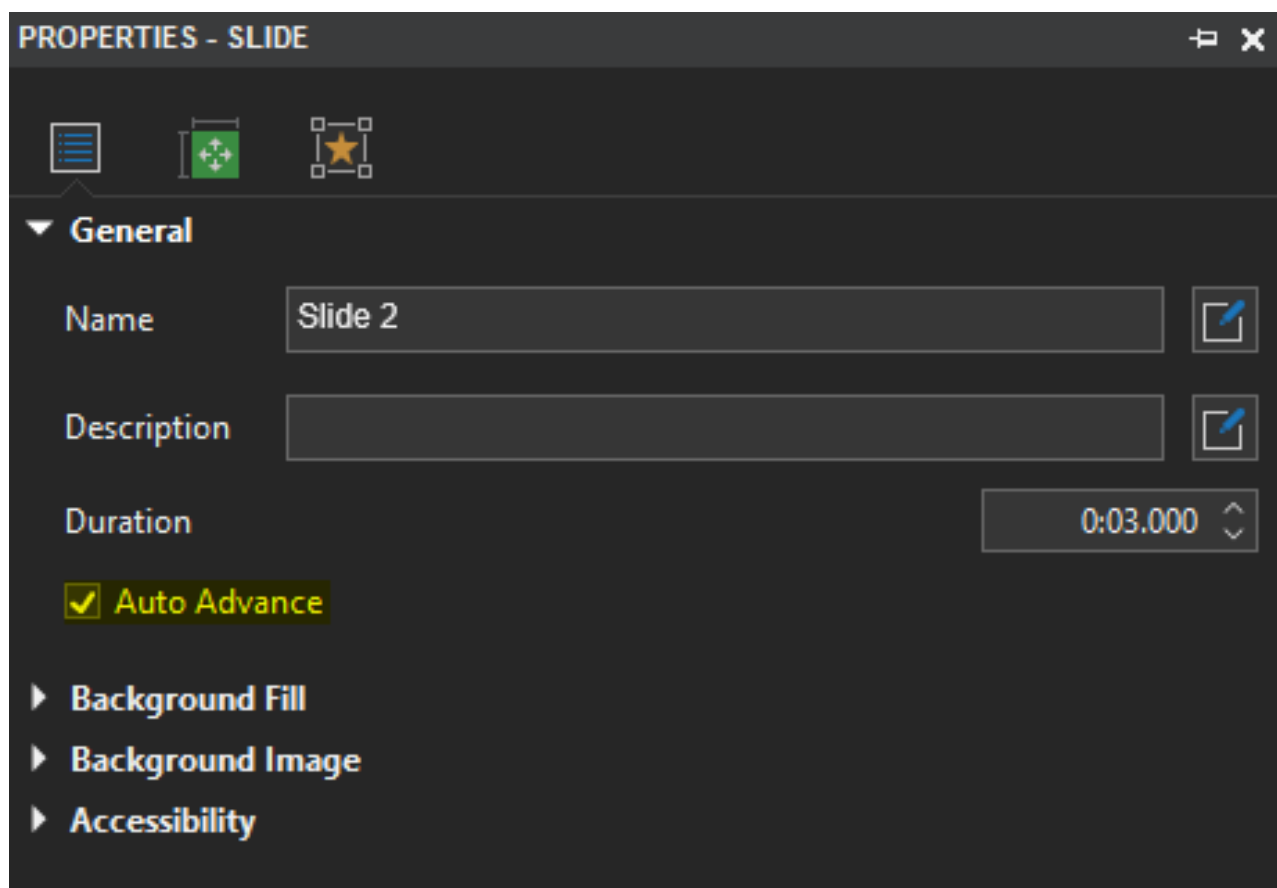 PROPERTIES - SLIDE
General
Name Slide 2
Description
Duration 0:03.000
Auto Advance
Background Fill
Background Image
Accessibility